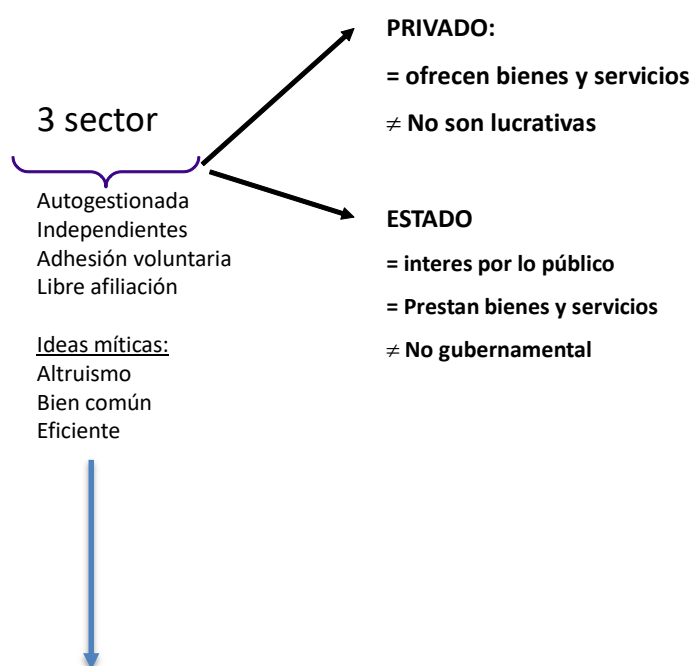 3 sector
Autogestionada
Independientes
Adhesión voluntaria
Libre afiliación
Ideas míticas:
Altruismo
Bien común
Eficiente
PRIVADO:
= ofrecen bienes y servicios
≠ No son lucrativas
ESTADO
= interes por lo público
= Prestan bienes y servicios
≠ No gubernamental